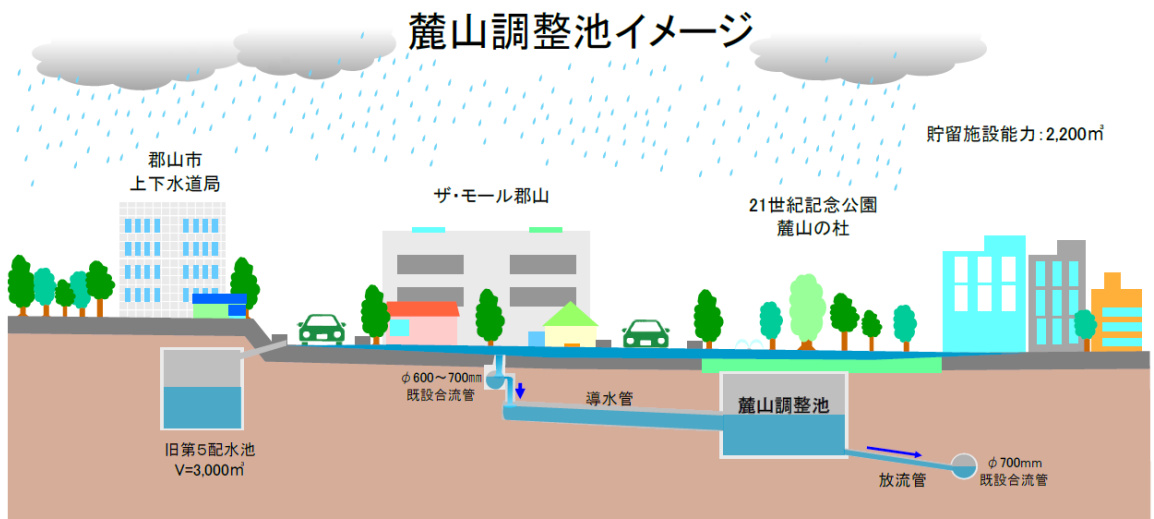 麓山調整池イメージ
貯留施設能力：2,200㎥
郡山市
上下水道局
ザ・モール郡山
21世紀記念公園
麓山の杜
φ600～700mm
既設合流管
導水管
麓山調整池
旧第5配水池
V=3,000㎥
放流管
φ700mm
既設合流管